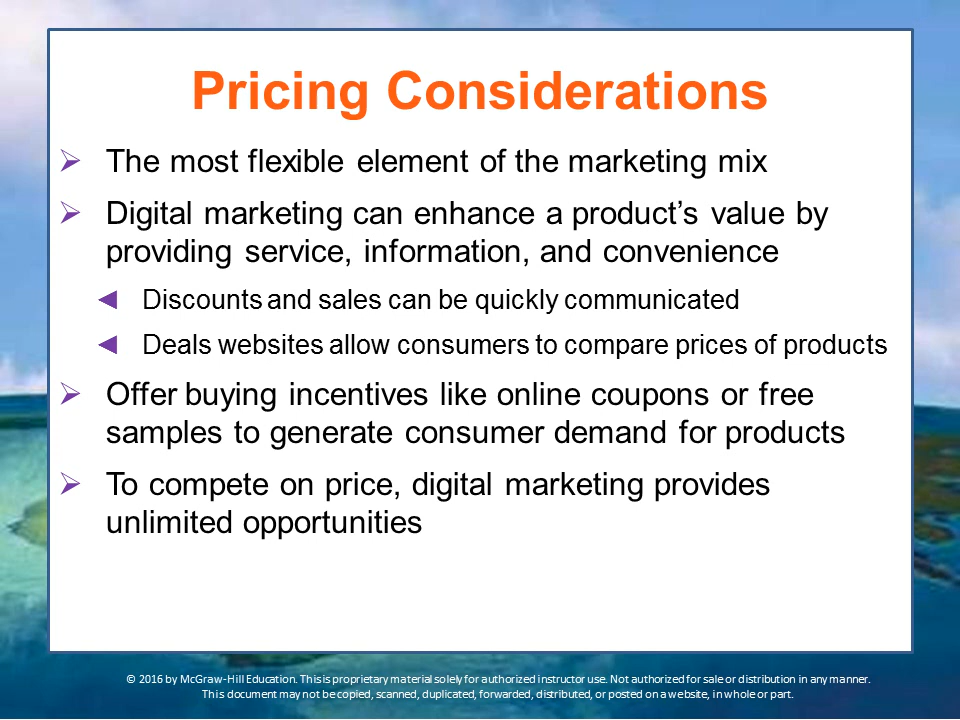 Pricing Considerations
➢ The most flexible element of the marketing mix
➢ Digital marketing can enhance a product’s value by
providing service, information, and convenience
◄ Discounts and sales can be quickly communicated
◄ Deals websites allow consumers to compare prices of products
➢ Offer buying incentives like online coupons or free
samples to generate consumer demand for products
➢ To compete on price, digital marketing provides
unlimited opportunities
© 2016 by McGraw-Hill Education. This is proprietary material solely for authorized instructor use. Not authorized for sale or distribution in any manner.
This document may not be copied, scanned, duplicated, forwarded, distributed, or posted on a website, in whole or part.